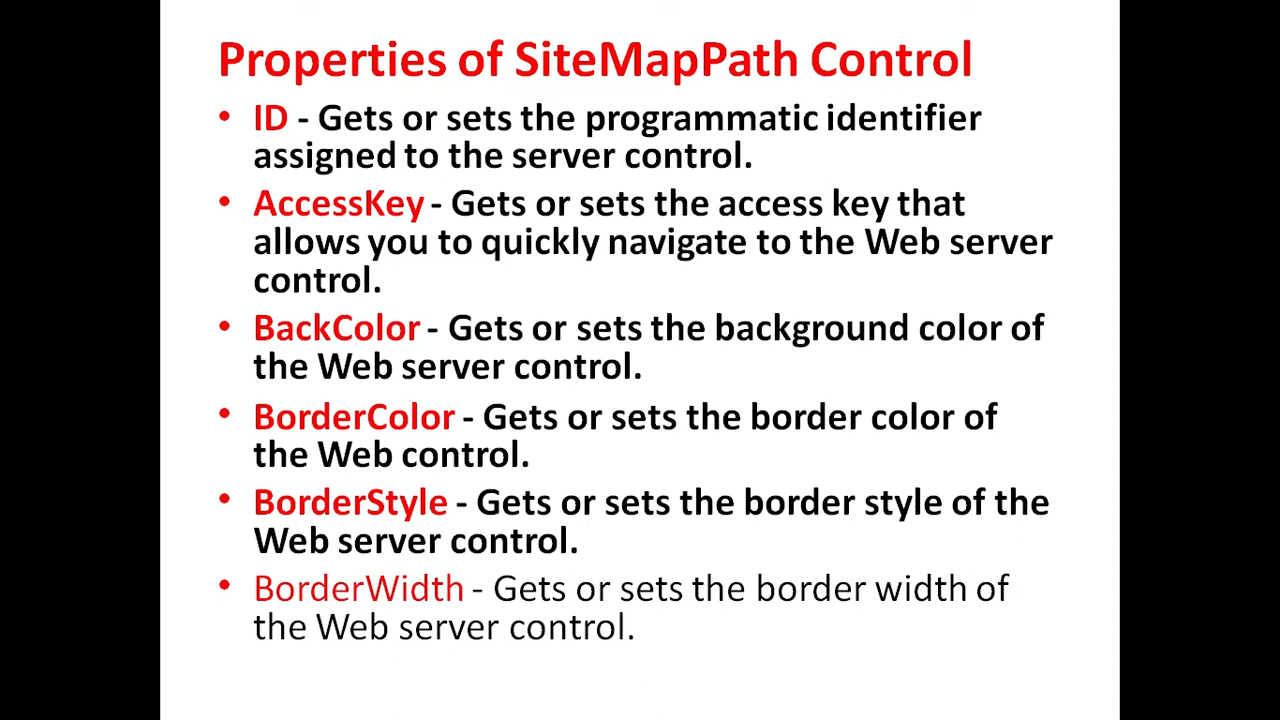 Properties of SiteMapPath Control
• ID - Gets or sets the programmatic identifier
assigned to the server control.
• AccessKey - Gets or sets the access key that
allows you to quickly navigate to the Web server
control.
• BackColor - Gets or sets the background color of
the Web server control.
• BorderColor - Gets or sets the border color of
the Web control.
• BorderStyle - Gets or sets the border style of the
Web server control.
• BorderWidth - Gets or sets the border width of
the Web server control.